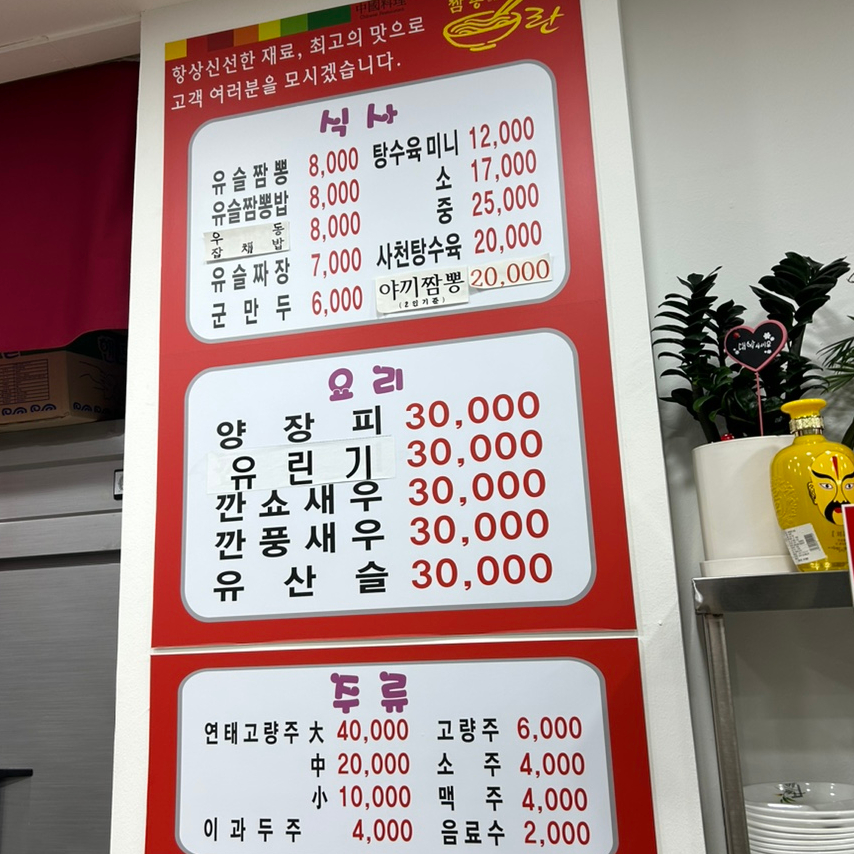 中國料理
짬뽕
란
항상신선한 재료, 최고의 맛으로
고객 여러분을 모시겠습니다.
식사
유슬짬뽕 8,000
유슬짬뽕밥 8,000
우동
잡채밥 8,000
유슬짜장 7,000
군만두 6,000
탕수육 미니 12,000
소 17,000
중 25,000
사천탕수육 20,000
야끼짬뽕 20,000
(2인기준)
요리
양장피 30,000
유린기 30,000
깐쇼새우 30,000
깐풍새우 30,000
유산슬 30,000
주류
연태고량주 大 40,000
中 20,000
小 10,000
이과두주 4,000
고량주 6,000
소주 4,000
맥주 4,000
음료수 2,000